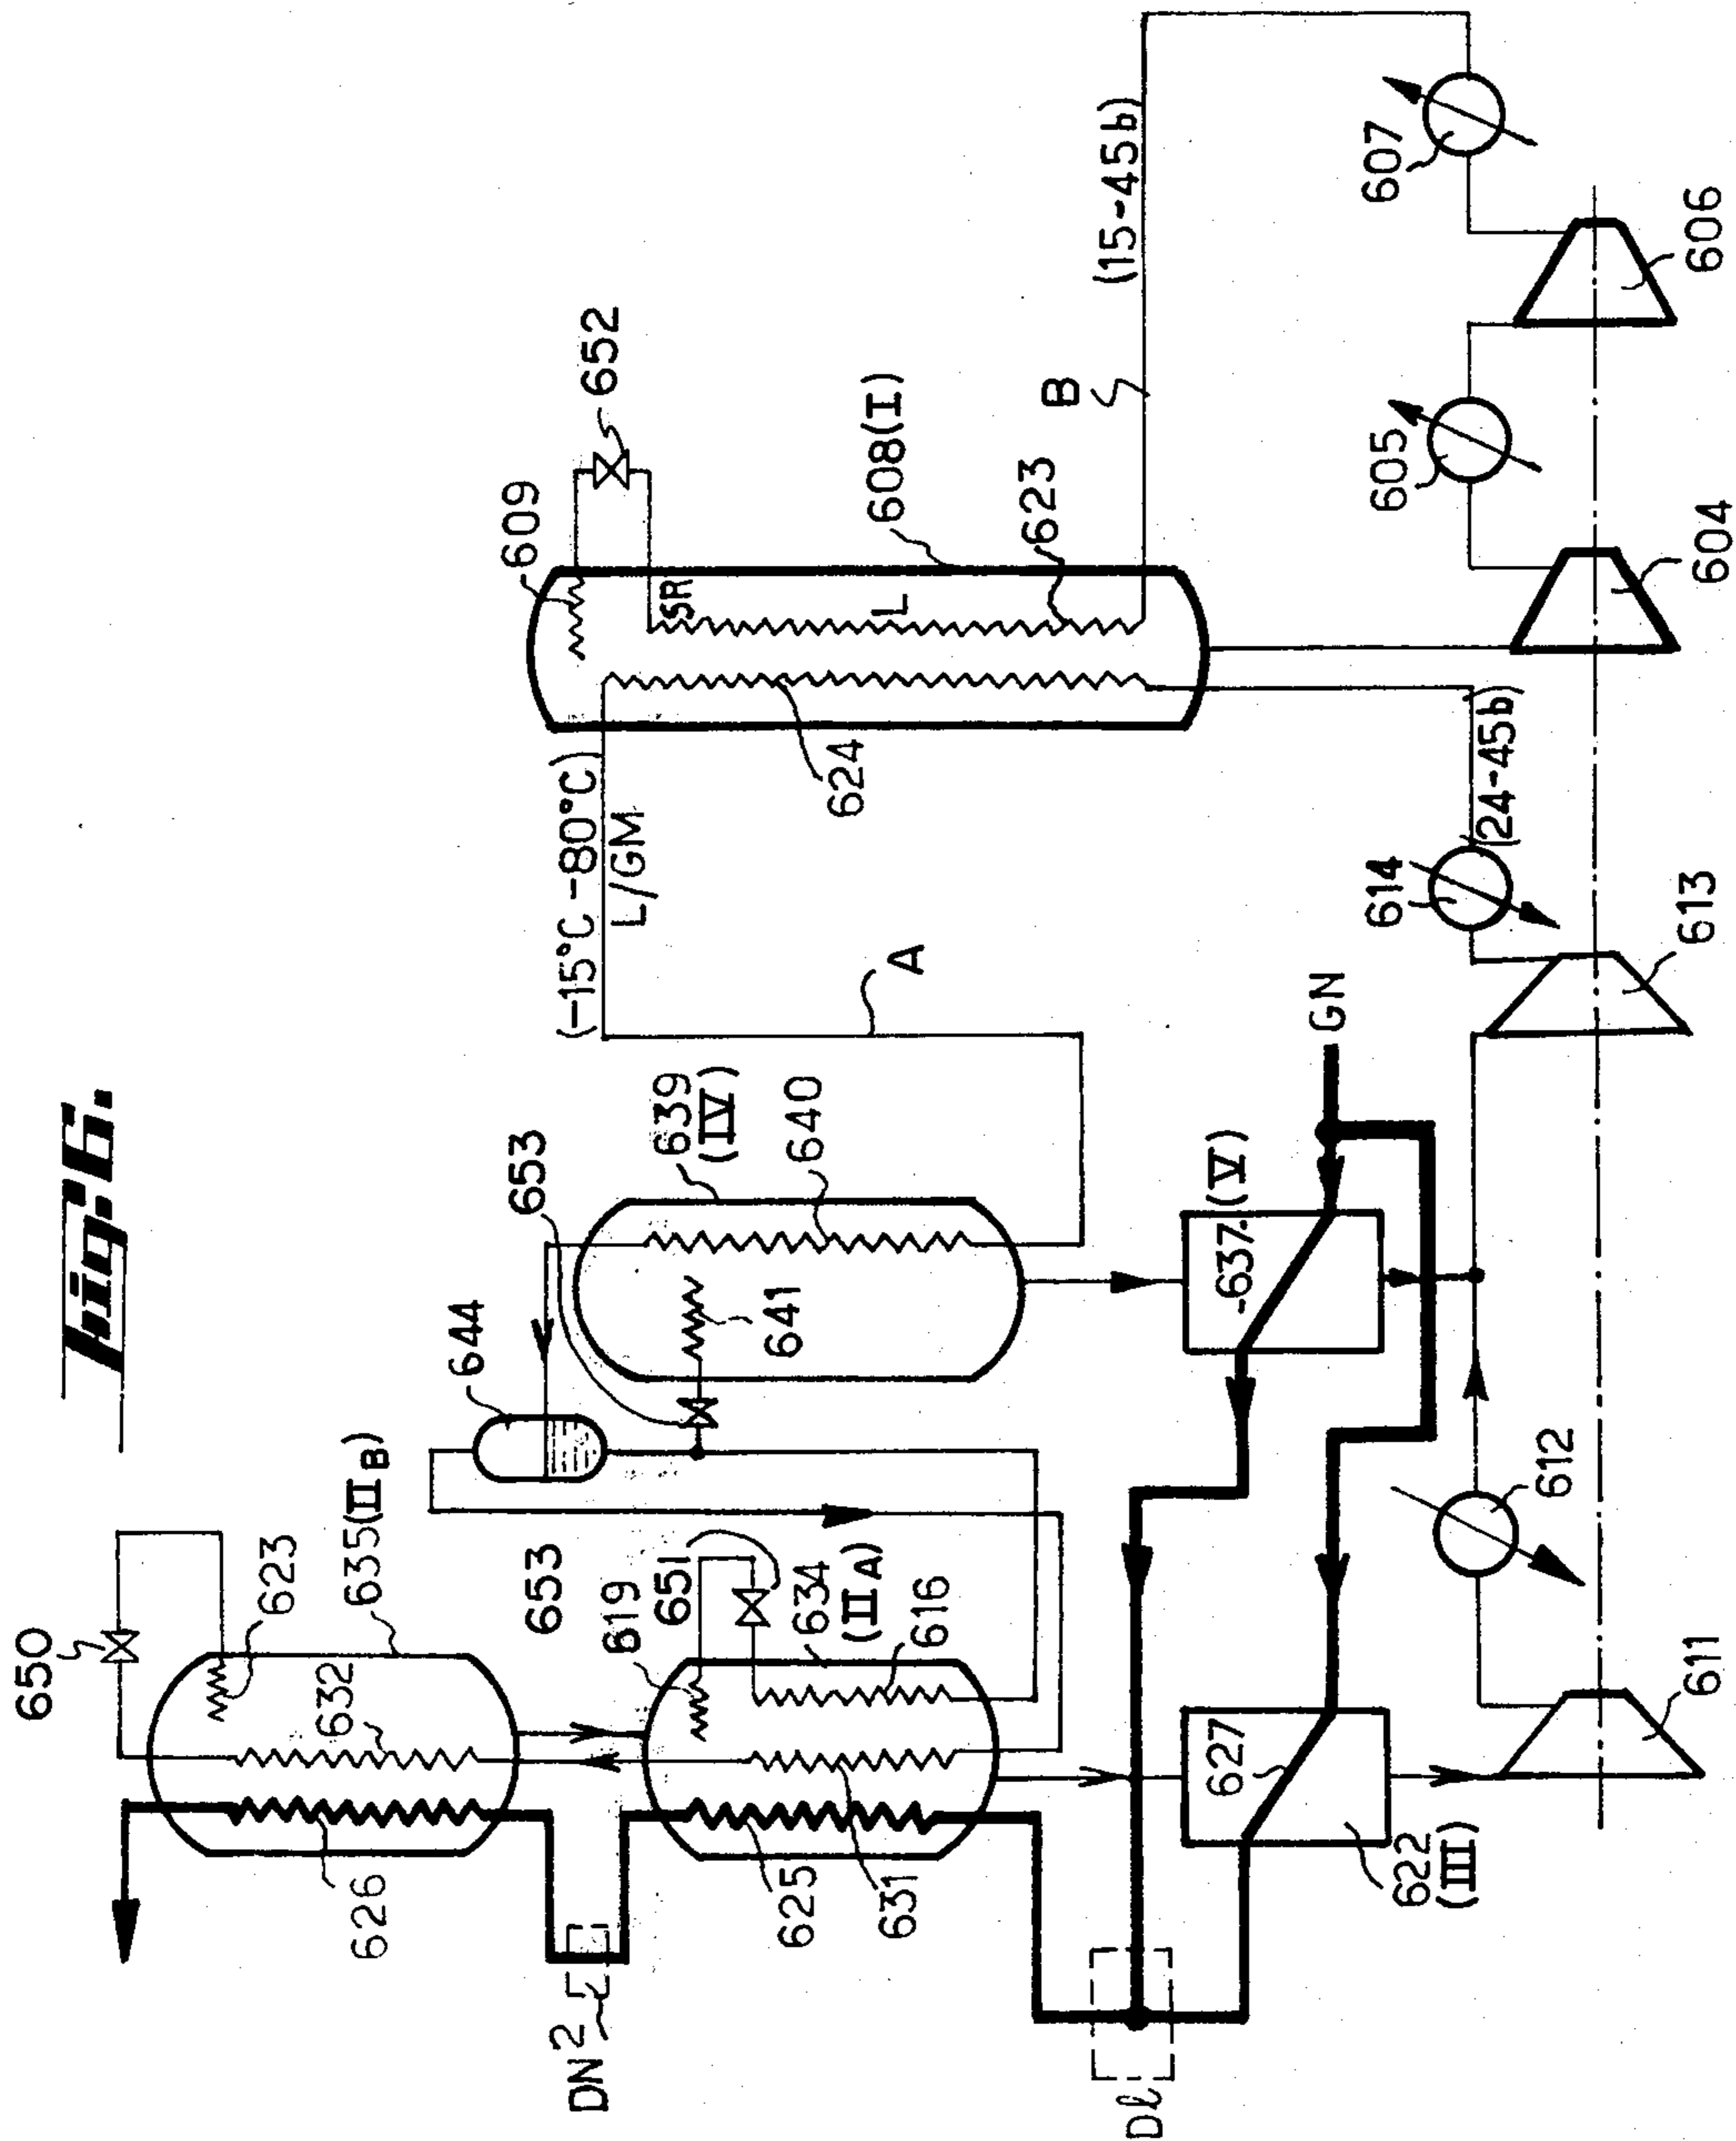 Fig. 6.
650
623
635(IIB)
632
626
DN2
644
653
653
619
651
634
(IIA)
616
625
631
639
(IV)
640
641
(-15°C -80°C)
L/GM
A
609
652
SR
L
608(I)
623
624
B
(15-45b)
637
(V)
GN
627
622
(III)
Dl
612
611
614
(24-45b)
613
605
604
607
606